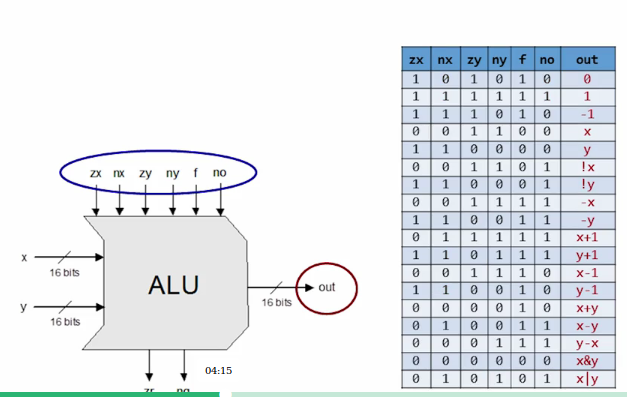 zx nx zy ny f no
x
16 bits
y
16 bits
ALU
16 bits
out
04:15
zr ng
zx nx zy ny f no out
1 0 1 0 1 0 0
1 1 1 1 1 1 1
1 1 1 0 1 0 -1
0 0 1 1 0 0 x
1 1 0 0 0 0 y
0 0 1 1 0 1 !x
1 1 0 0 0 1 !y
0 0 1 1 1 1 -x
1 1 0 0 1 1 -y
0 1 1 1 1 1 x+1
1 1 0 1 1 1 y+1
0 0 1 1 1 0 x-1
1 1 0 0 1 0 y-1
0 0 0 0 1 0 x+y
0 1 0 0 1 1 x-y
0 0 0 1 1 1 y-x
0 0 0 0 0 0 x&y
0 1 0 1 0 1 x|y